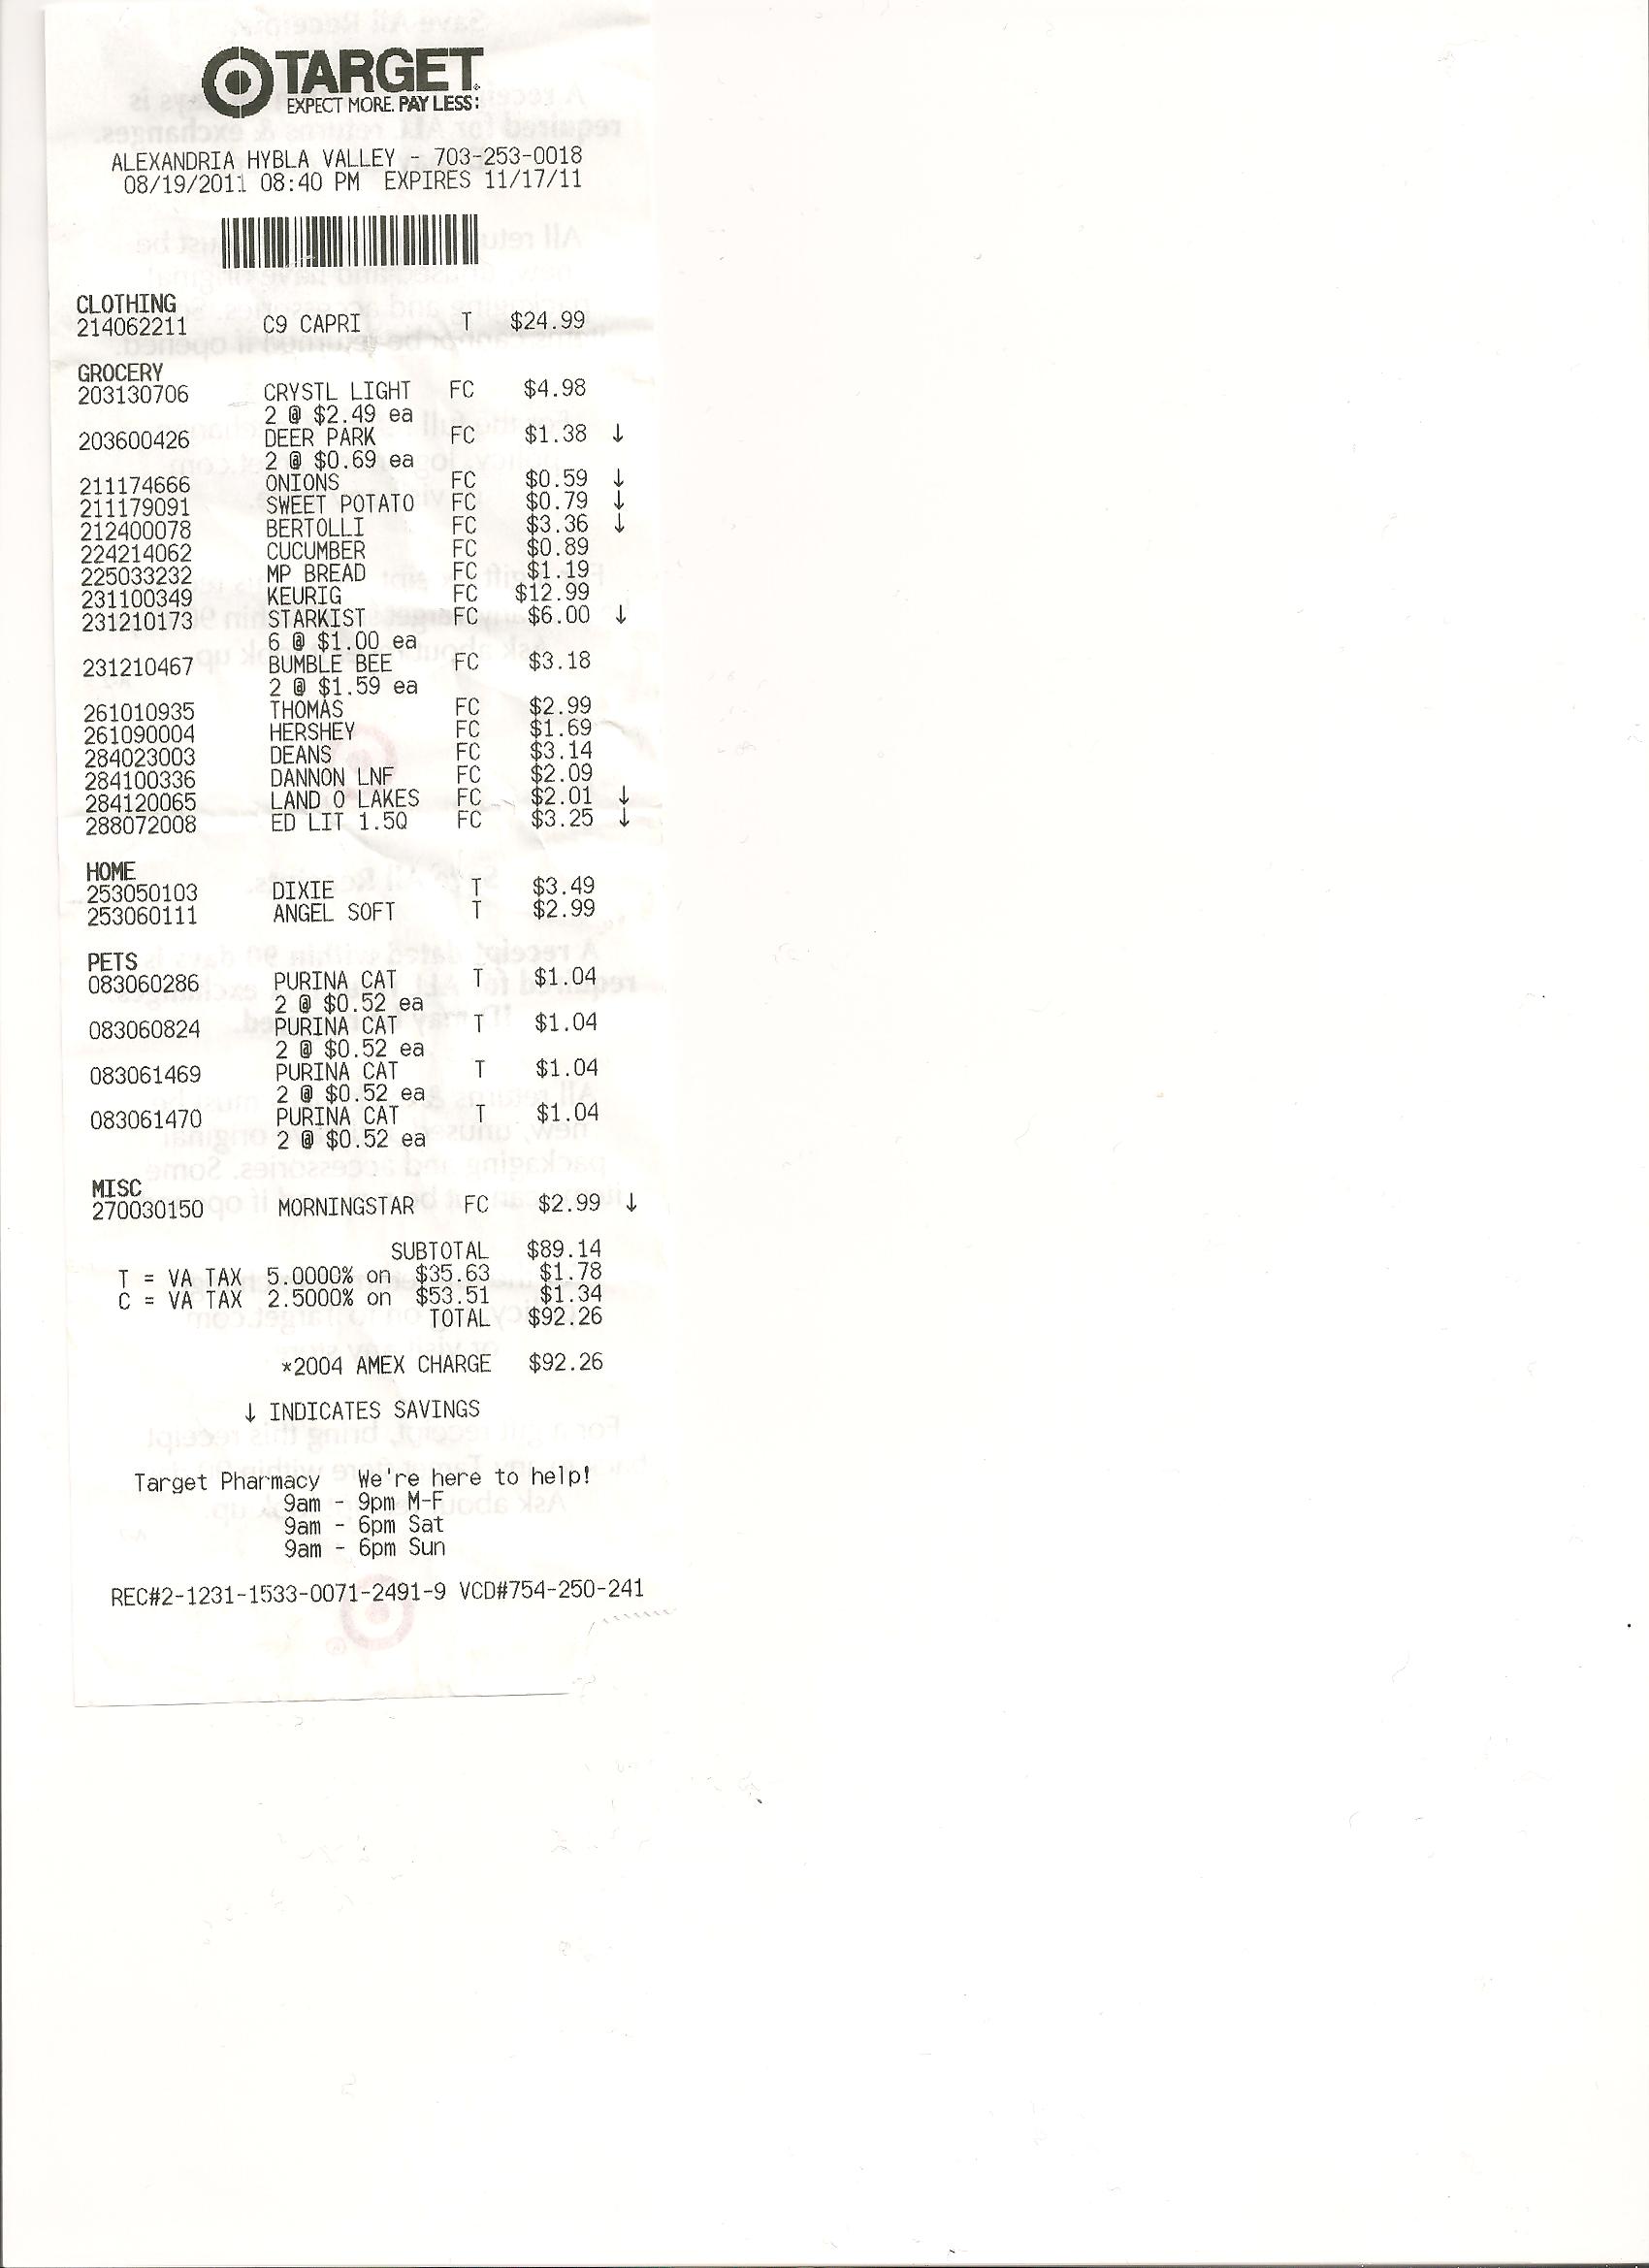 TARGET
EXPECT MORE. PAY LESS.
ALEXANDRIA HYBLA VALLEY - 703-253-0018
08/19/2011 08:40 PM EXPIRES 11/17/11
CLOTHING
214062211 C9 CAPRI T $24.99
GROCERY
203130706 CRYSTL LIGHT FC $4.98
2 @ $2.49 ea
203600426 DEER PARK FC $1.38 ↓
2 @ $0.69 ea
211174666 ONIONS FC $0.59 ↓
211179091 SWEET POTATO FC $0.79 ↓
212400078 BERTOLLI FC $3.36 ↓
224214062 CUCUMBER FC $0.89
225033232 MP BREAD FC $1.19
231100349 KEURIG FC $12.99
231210173 STARKIST FC $6.00 ↓
6 @ $1.00 ea
231210467 BUMBLE BEE FC $3.18
2 @ $1.59 ea
261010935 THOMAS FC $2.99
261090004 HERSHEY FC $1.69
284023003 DEANS FC $3.14
284100336 DANNON LNF FC $2.09
284120065 LAND O LAKES FC $2.01 ↓
288072008 ED LIT 1.5Q FC $3.25 ↓
HOME
253050103 DIXIE T $3.49
253060111 ANGEL SOFT T $2.99
PETS
083060286 PURINA CAT T $1.04
2 @ $0.52 ea
083060824 PURINA CAT T $1.04
2 @ $0.52 ea
083061469 PURINA CAT T $1.04
2 @ $0.52 ea
083061470 PURINA CAT T $1.04
2 @ $0.52 ea
MISC
270030150 MORNINGSTAR FC $2.99 ↓
SUBTOTAL $89.14
T = VA TAX 5.0000% on $35.63 $1.78
C = VA TAX 2.5000% on $53.51 $1.34
TOTAL $92.26
*2004 AMEX CHARGE $92.26
↓ INDICATES SAVINGS
Target Pharmacy We're here to help!
9am - 9pm M-F
9am - 6pm Sat
9am - 6pm Sun
REC#2-1231-1533-0071-2491-9 VCD#754-250-241